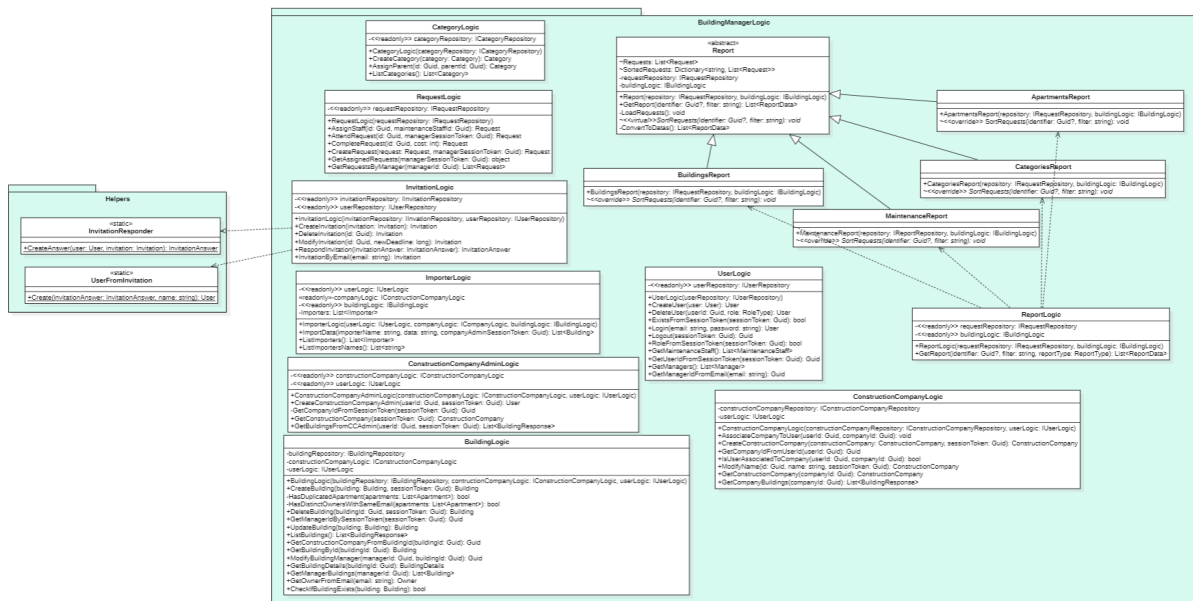 BuildingManagerLogic
CategoryLogic
-<<readonly>> categoryRepository: ICategoryRepository
+CategoryLogic(categoryRepository: ICategoryRepository)
+CreateCategory(category: Category): Category
+AssignParent(id: Guid, parentId: Guid): Category
+ListCategories(): List<Category>
RequestLogic
-<<readonly>> requestRepository: IRequestRepository
+RequestLogic(requestRepository: IRequestRepository)
+AssignStaff(id: Guid, maintenanceStaffId: Guid): Request
+AttendRequest(id: Guid, managerSessionToken: Guid): Request
+CompleteRequest(id: Guid, cost: int): Request
+CreateRequest(request: Request, managerSessionToken: Guid): Request
+GetAssignedRequests(managerSessionToken: Guid): object
+GetRequestsByManager(managerId: Guid): List<Request>
«abstract»
Report
~Requests: List<Request>
~SortedRequests: Dictionary<string, List<Request>>
-requestRepository: IRequestRepository
-buildingLogic: IBuildingLogic
+Report(repository: IRequestRepository, buildingLogic: IBuildingLogic)
+GetReport(identifier: Guid?, filter: string): List<ReportData>
-LoadRequests(): void
~<<virtual>>SortRequests(identifier: Guid?, filter: string): void
-ConvertToDatas(): List<ReportData>
ApartmentsReport
+ApartmentsReport(repository: IRequestRepository, buildingLogic: IBuildingLogic)
~<<override>> SortRequests(identifier: Guid?, filter: string): void
CategoriesReport
+CategoriesReport(repository: IRequestRepository, buildingLogic: IBuildingLogic)
~<<override>> SortRequests(identifier: Guid?, filter: string): void
BuildingsReport
+BuildingsReport(repository: IRequestRepository, buildingLogic: IBuildingLogic)
~<<override>> SortRequests(identifier: Guid?, filter: string): void
MaintenanceReport
+MaintenanceReport(repository: IReportRepository, buildingLogic: IBuildingLogic)
~<<override>> SortRequests(identifier: Guid?, filter: string): void
Helpers
«static»
InvitationResponder
+CreateAnswer(user: User, invitation: Invitation): InvitationAnswer
«static»
UserFromInvitation
+Create(invitationAnswer: InvitationAnswer, name: string): User
InvitationLogic
-<<readonly>> invitationRepository: IInvitationRepository
-<<readonly>> userRepository: IUserRepository
+InvitationLogic(invitationRepository: IInvationRepository, userRepository: IUserRepository)
+CreateInvitation(invitation: Invitation): Invitation
+DeleteInvitation(id: Guid): Invitation
+ModifyInvitation(id: Guid, newDeadline: long): Invitation
+RespondInvitation(invitationAnswer: InvitationAnswer): InvitationAnswer
+InvitationByEmail(email: string): Invitation
ImporterLogic
-<<readonly>> userLogic: IUserLogic
«readonly»-companyLogic: IConstructionCompanyLogic
-<<readonly>> buildingLogic: IBuildingLogic
-Importers: List<IImporter>
+ImporterLogic(userLogic: IUserLogic, companyLogic: ICompanyLogic, buildingLogic: IBuildingLogic)
+ImportData(importerName: string, data: string, companyAdminSessionToken: Guid): List<Building>
+ListImporters(): List<IImporter>
+ListImportersNames(): List<string>
UserLogic
-<<readonly>> userRepository: IUserRepository
+UserLogic(userRepository: IUserRepository)
+CreateUser(user: User): User
+DeleteUser(userId: Guid, role: RoleType): User
+ExistsFromSessionToken(sessionToken: Guid): bool
+Login(email: string, password: string): User
+Logout(sessionToken: Guid): Guid
+RoleFromSessionToken(sessionToken: Guid): bool
+GetMaintenanceStaff(): List<MaintenanceStaff>
+GetUserIdFromSessionToken(sessionToken: Guid): Guid
+GetManagers(): List<Manager>
+GetManagerIdFromEmail(email: string): Guid
ReportLogic
-<<readonly>> requestRepository: IRequestRepository
-<<readonly>> buildingLogic: IBuildingLogic
+ReportLogic(requestRepository: IRequestRepository, buildingLogic: IBuildingLogic)
+GetReport(identifier: Guid?, filter: string, reportType: ReportType): List<ReportData>
ConstructionCompanyAdminLogic
-<<readonly>> constructionCompanyLogic: IConstructionCompanyLogic
-<<readonly>> userLogic: IUserLogic
+ConstructionCompanyAdminLogic(constructionCompanyLogic: IConstructionCompanyLogic, userLogic: IUserLogic)
+CreateConstructionCompanyAdmin(userId: Guid, sessionToken: Guid): User
-GetCompanyIdFromSessionToken(sessionToken: Guid): Guid
+GetConstructionCompany(sessionToken: Guid): ConstructionCompany
+GetBuildingsFromCCAdmin(userId: Guid, sessionToken: Guid): List<BuildingResponse>
ConstructionCompanyLogic
-constructionCompanyRepository: IConstructionCompanyRepository
-userLogic: IUserLogic
+ConstructionCompanyLogic(constructionCompanyRepository: IConstructionCompanyRepository, userLogic: IUserLogic)
+AssociateCompanyToUser(userId: Guid, companyId: Guid): void
+CreateConstructionCompany(constructionCompany: ConstructionCompany, sessionToken: Guid): ConstructionCompany
+GetCompanyIdFromUserId(userId: Guid): Guid
+IsUserAssociatedToCompany(userId: Guid, companyId: Guid): bool
+ModifyName(id: Guid, name: string, sessionToken: Guid): ConstructionCompany
+GetConstructionCompany(companyId: Guid): ConstructionCompany
+GetCompanyBuildings(companyId: Guid): List<BuildingResponse>
BuildingLogic
-buildingRepository: IBuildingRepository
-constructionCompanyLogic: IConstructionCompanyLogic
-userLogic: IUserLogic
+BuildingLogic(buildingRepository: IBuildingRepository, contructionCompanyLogic: IConstructionCompanyLogic, userLogic: IUserLogic)
+CreateBuilding(building: Building, sessionToken: Guid): Building
-HasDuplicatedApartment(apartments: List<Apartment>): bool
-HasDistinctOwnersWithSameEmail(apartments: List<Apartment>): bool
+DeleteBuilding(buildingId: Guid, sessionToken: Guid): Building
+GetManagerIdBySessionToken(sessionToken: Guid): Guid
+UpdateBuilding(building: Building): Building
+ListBuildings(): List<BuildingResponse>
+GetConstructionCompanyFromBuildingId(buildingId: Guid): Guid
+GetBuildingById(buildingId: Guid): Building
+ModifyBuildingManager(managerId: Guid, buildingId: Guid): Guid
+GetBuildingDetails(buildingId: Guid): BuildingDetails
+GetManagerBuildings(managerId: Guid): List<Building>
+GetOwnerFromEmail(email: string): Owner
+CheckIfBuildingExists(building: Building): bool